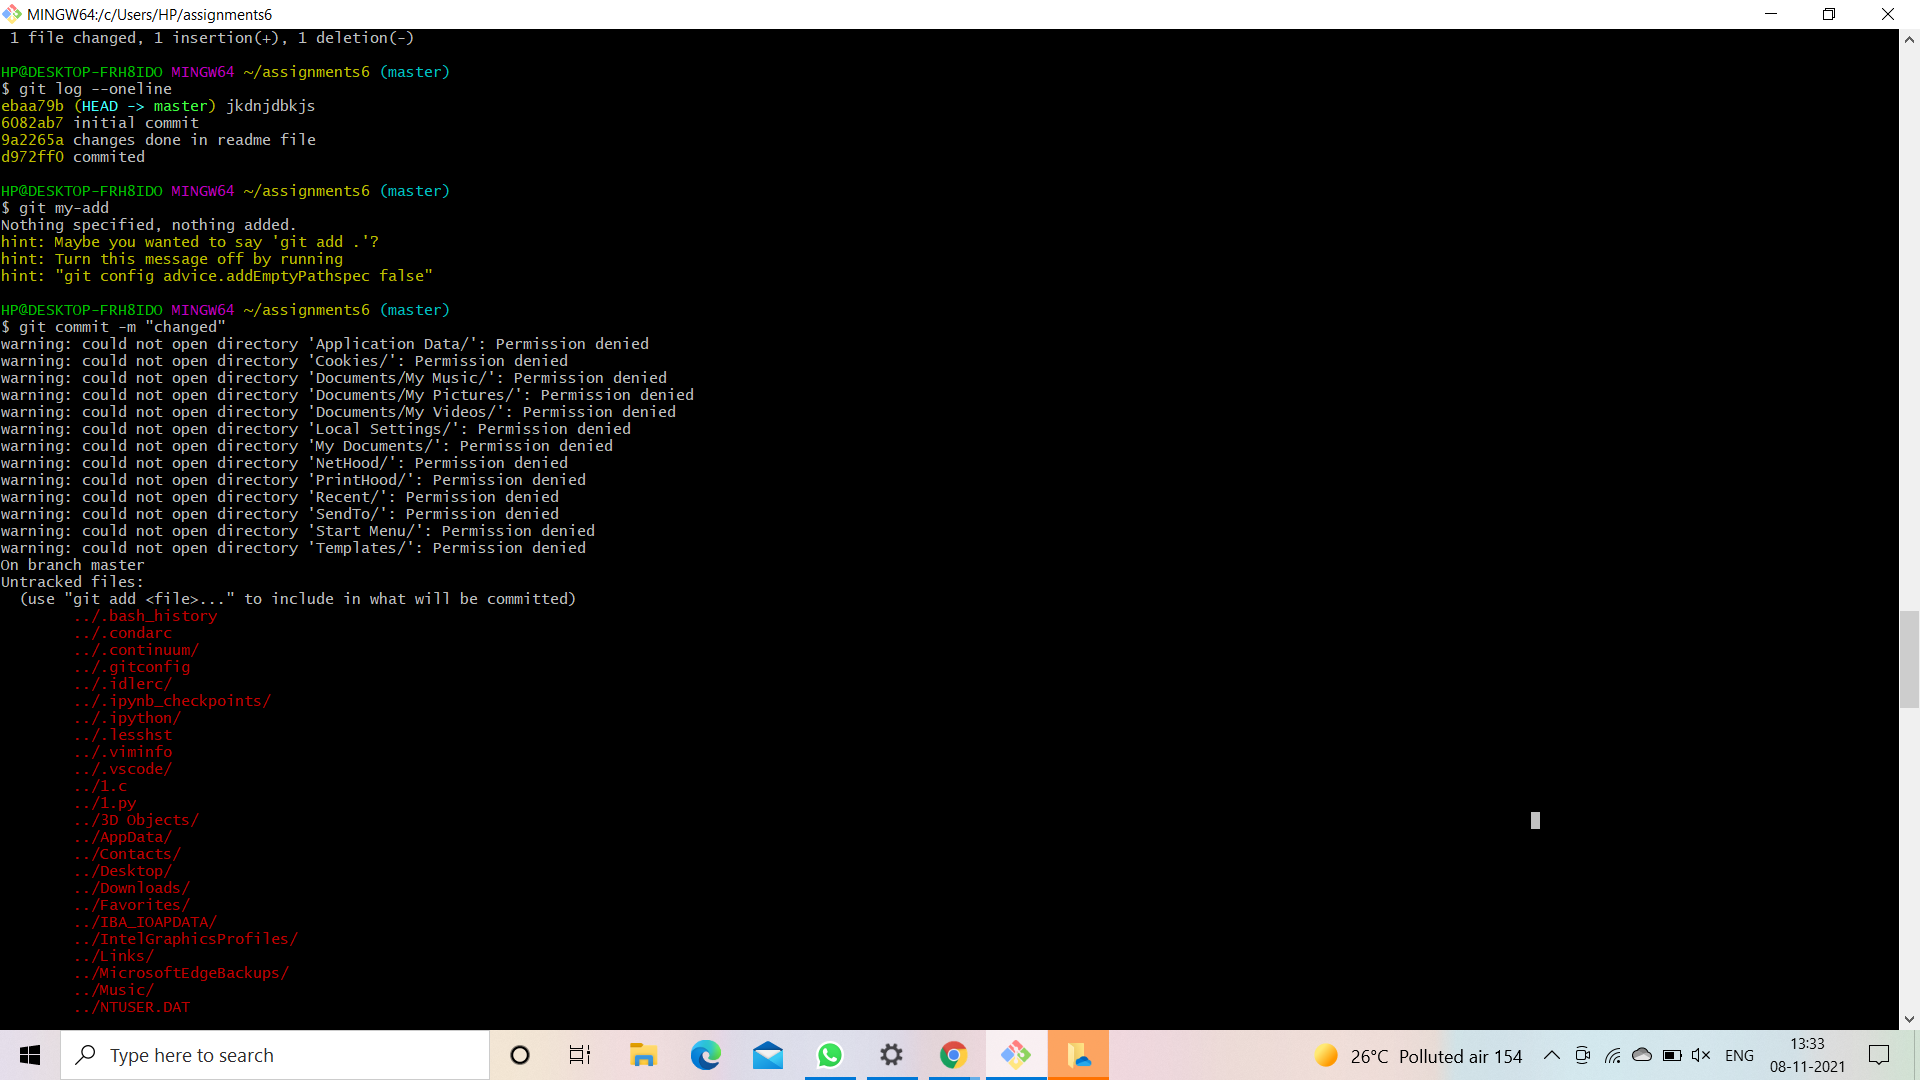 MINGW64:/c/Users/HP/assignments6
1 file changed, 1 insertion(+), 1 deletion(-)
HP@DESKTOP-FRH8IDO MINGW64 ~/assignments6 (master)
$ git log --oneline
ebaa79b (HEAD -> master) jkdnjdbkjs
6082ab7 initial commit
9a2265a changes done in readme file
d972ff0 commited
HP@DESKTOP-FRH8IDO MINGW64 ~/assignments6 (master)
$ git my-add
Nothing specified, nothing added.
hint: Maybe you wanted to say 'git add .'?
hint: Turn this message off by running
hint: "git config advice.addEmptyPathspec false"
HP@DESKTOP-FRH8IDO MINGW64 ~/assignments6 (master)
$ git commit -m "changed"
warning: could not open directory 'Application Data/': Permission denied
warning: could not open directory 'Cookies/': Permission denied
warning: could not open directory 'Documents/My Music/': Permission denied
warning: could not open directory 'Documents/My Pictures/': Permission denied
warning: could not open directory 'Documents/My Videos/': Permission denied
warning: could not open directory 'Local Settings/': Permission denied
warning: could not open directory 'My Documents/': Permission denied
warning: could not open directory 'NetHood/': Permission denied
warning: could not open directory 'PrintHood/': Permission denied
warning: could not open directory 'Recent/': Permission denied
warning: could not open directory 'SendTo/': Permission denied
warning: could not open directory 'Start Menu/': Permission denied
warning: could not open directory 'Templates/': Permission denied
On branch master
Untracked files:
(use "git add <file>..." to include in what will be committed)
../.bash_history
../.condarc
../.continuum/
../.gitconfig
../.idlerc/
../.ipynb_checkpoints/
../.ipython/
../.lesshst
../.viminfo
../.vscode/
../1.c
../1.py
../3D Objects/
../AppData/
../Contacts/
../Desktop/
../Downloads/
../Favorites/
../IBA_IOAPDATA/
../IntelGraphicsProfiles/
../Links/
../MicrosoftEdgeBackups/
../Music/
../NTUSER.DAT
Type here to search
26°C Polluted air 154
ENG
13:33
08-11-2021